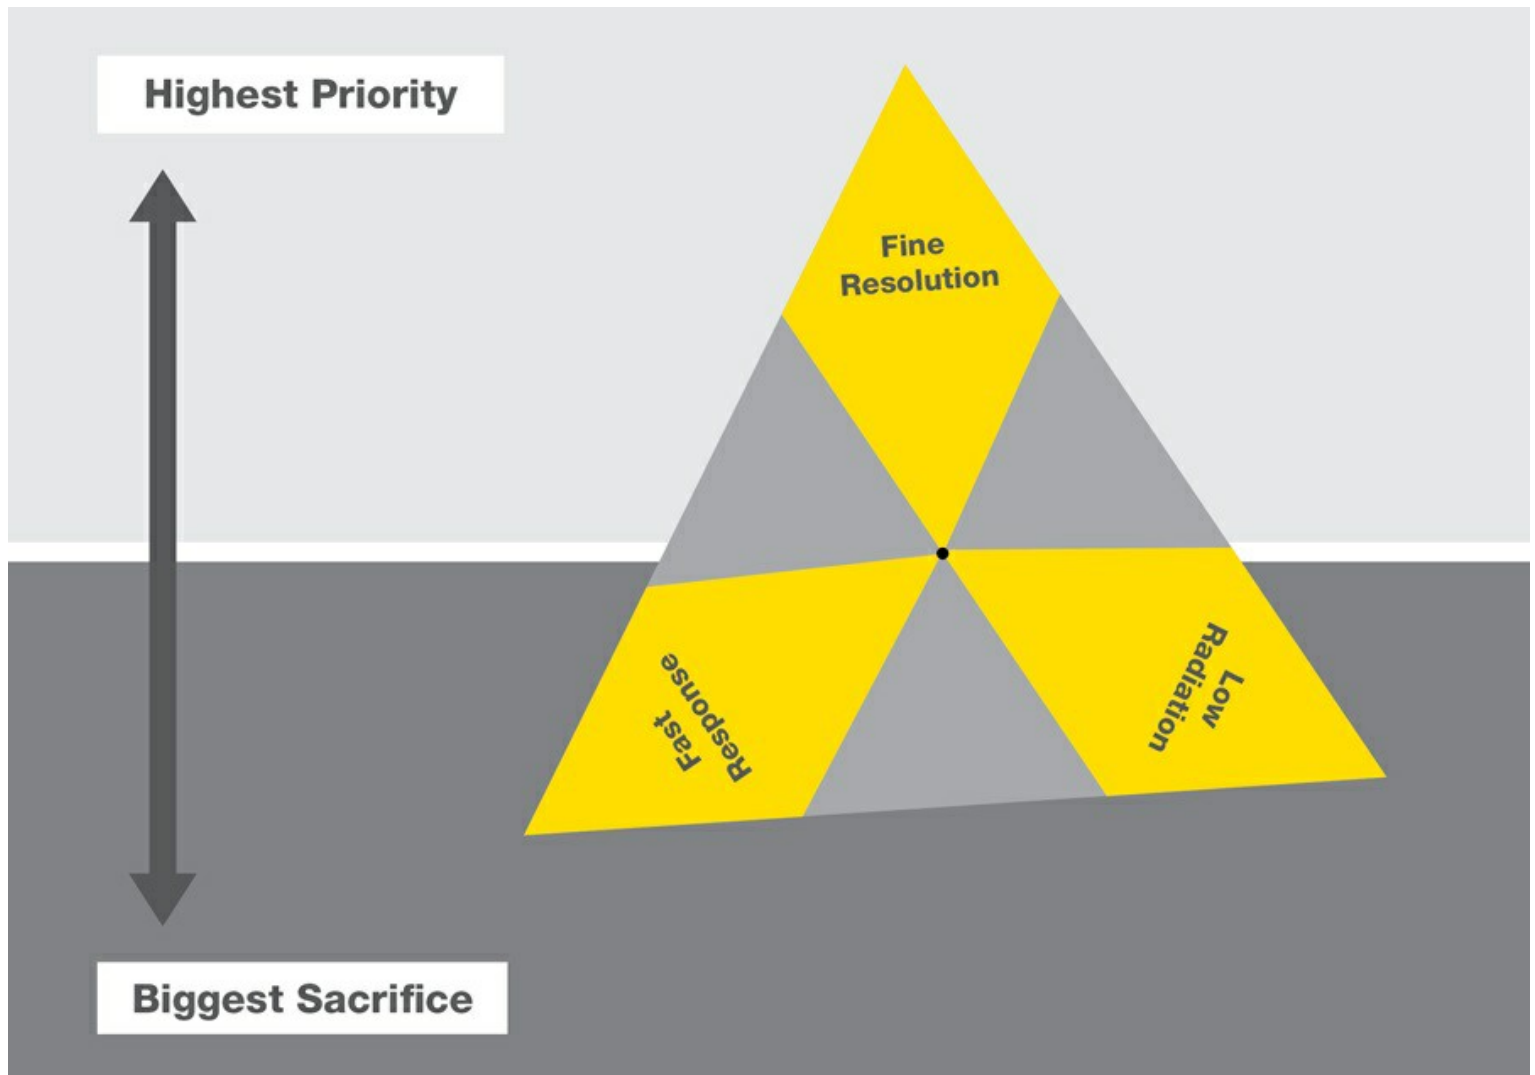 Highest Priority
Fine
Resolution
Fast
Response
Low
Radiation
Biggest Sacrifice